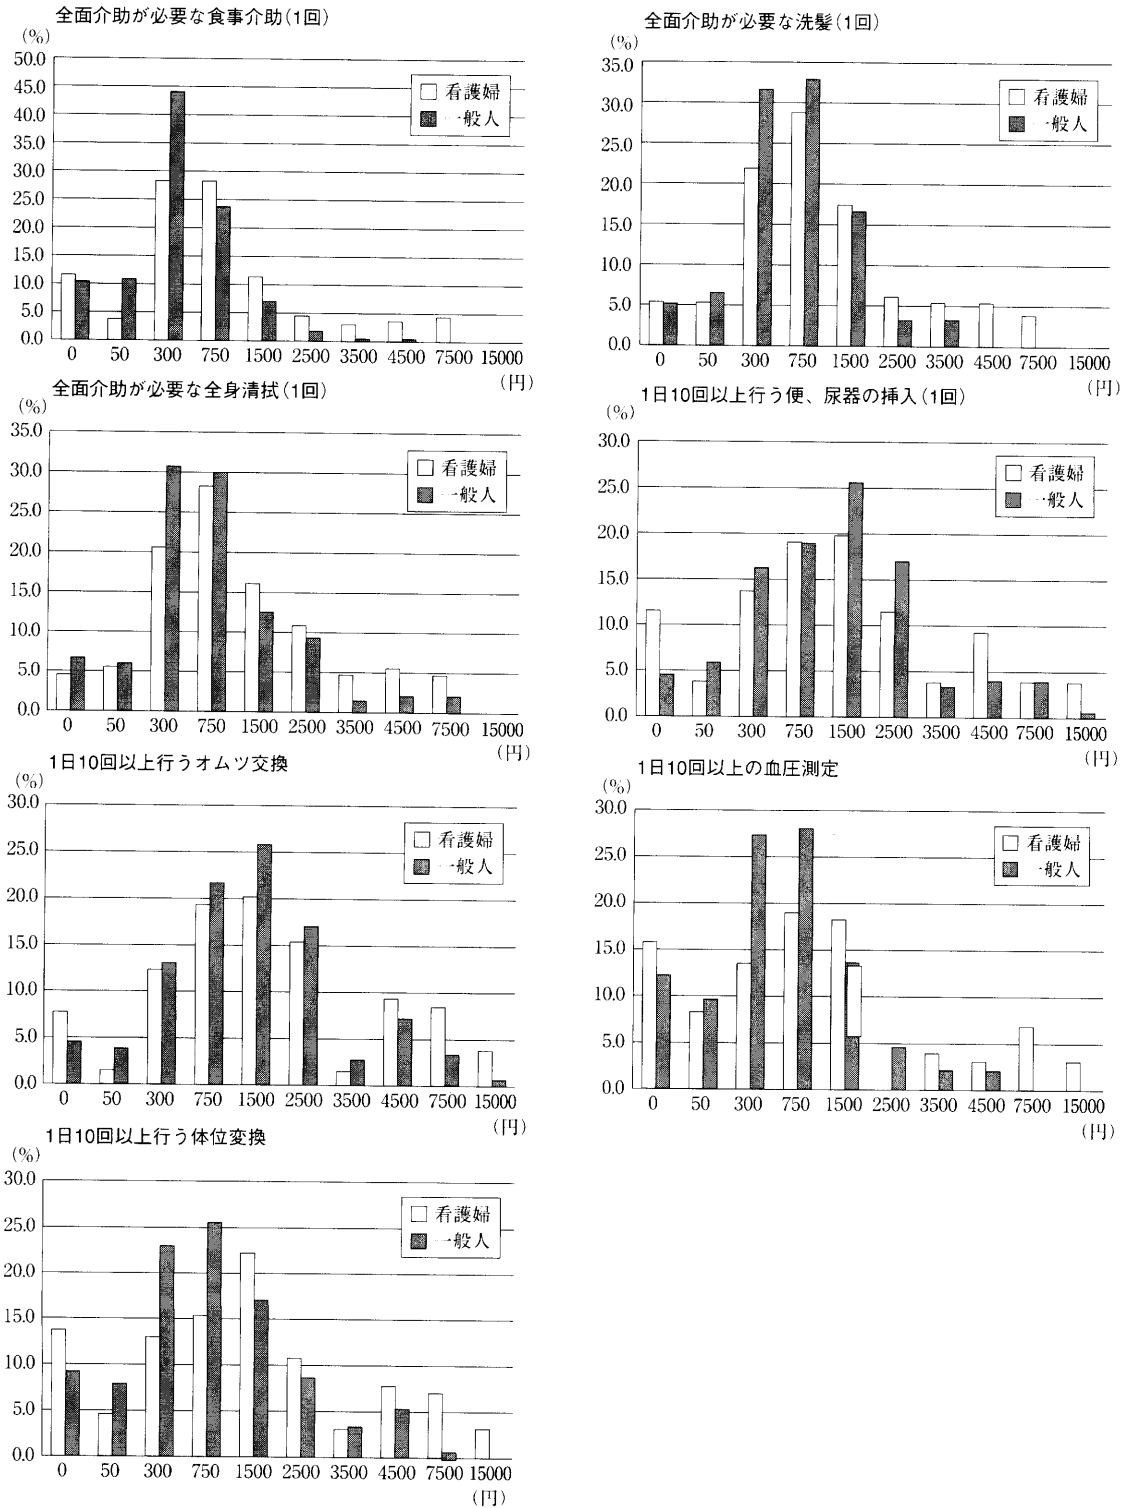 全面介助が必要な食事介助(1回)
(%)
50.0
45.0
40.0
35.0
30.0
25.0
20.0
15.0
10.0
5.0
0.0
看護婦
一般人
0 50 300 750 1500 2500 3500 4500 7500 15000
(円)
全面介助が必要な洗髪(1回)
(%)
35.0
30.0
25.0
20.0
15.0
10.0
5.0
0.0
看護婦
一般人
0 50 300 750 1500 2500 3500 4500 7500 15000
(円)
全面介助が必要な全身清拭(1回)
(%)
35.0
30.0
25.0
20.0
15.0
10.0
5.0
0.0
看護婦
一般人
0 50 300 750 1500 2500 3500 4500 7500 15000
(円)
1日10回以上行う便、尿器の挿入(1回)
(%)
30.0
25.0
20.0
15.0
10.0
5.0
0.0
看護婦
一般人
0 50 300 750 1500 2500 3500 4500 7500 15000
(円)
1日10回以上行うオムツ交換
(%)
30.0
25.0
20.0
15.0
10.0
5.0
0.0
看護婦
一般人
0 50 300 750 1500 2500 3500 4500 7500 15000
(円)
1日10回以上の血圧測定
(%)
30.0
25.0
20.0
15.0
10.0
5.0
0.0
看護婦
一般人
0 50 300 750 1500 2500 3500 4500 7500 15000
(円)
1日10回以上行う体位変換
(%)
30.0
25.0
20.0
15.0
10.0
5.0
0.0
看護婦
一般人
0 50 300 750 1500 2500 3500 4500 7500 15000
(円)